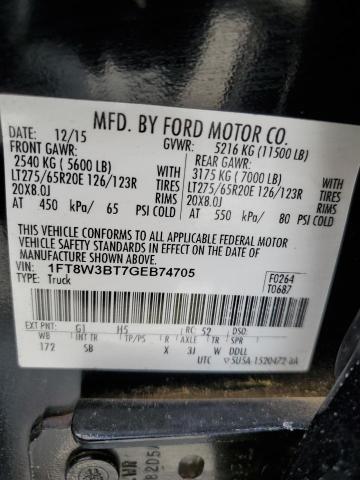 MFD. BY FORD MOTOR CO.
DATE: 12/15 GVWR: 5216 KG (11500 LB)
FRONT GAWR: REAR GAWR:
2540 KG (5600 LB) 3175 KG (7000 LB)
LT275/65R20E 126/123R TIRES LT275/65R20E 126/123R TIRES
20X8.0J RIMS 20X8.0J RIMS
AT 450 kPa/ 65 PSI COLD AT 550 kPa/ 80 PSI COLD
THIS VEHICLE CONFORMS TO ALL APPLICABLE FEDERAL MOTOR
VEHICLE SAFETY STANDARDS IN EFFECT ON THE DATE OF
MANUFACTURE SHOWN ABOVE.
VIN: 1FT8W3BT7GEB74705 F0264
TYPE: Truck T0687
EXT PNT: G1 H5 RC: 52 DSO:
WB INT TR TP/PS R AXLE TR SPR
172 SB X 3J W DDLL
UTC